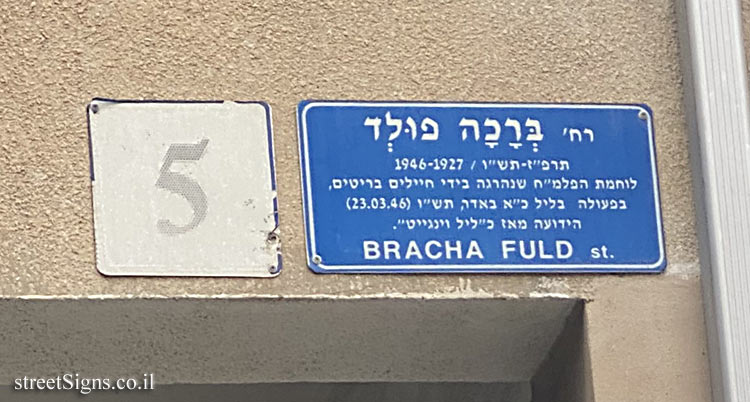 5
רח' בְּרָכָה פוּלְד
תרפ"ז-תש"ו / 1946-1927
לוחמת הפלמ"ח שנהרגה בידי חיילים בריטים,
בפעולה בליל כ"א באדר, תש"ו (23.03.46)
הידועה מאז כ"ליל וינגייט".
BRACHA FULD st.
streetSigns.co.il